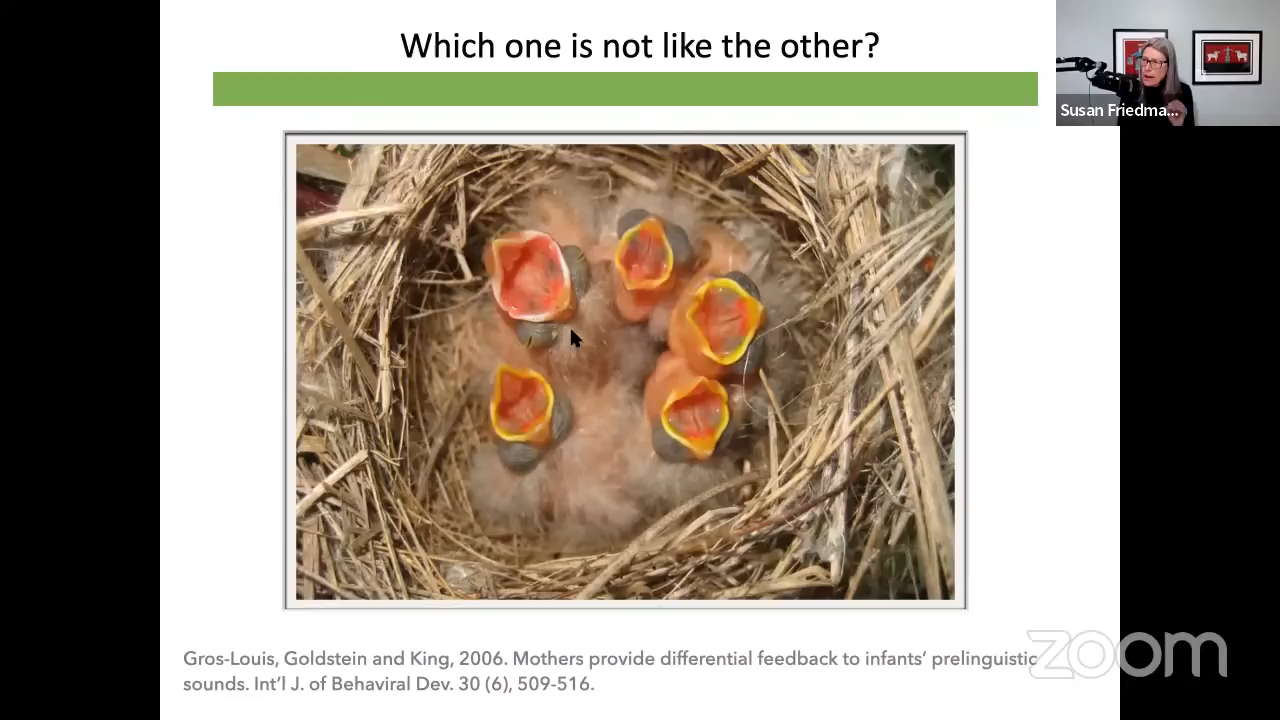 Which one is not like the other?
Susan Friedma...
Gros-Louis, Goldstein and King, 2006. Mothers provide differential feedback to infants’ prelinguistic
sounds. Int’l J. of Behavioral Dev. 30 (6), 509-516.
zoom